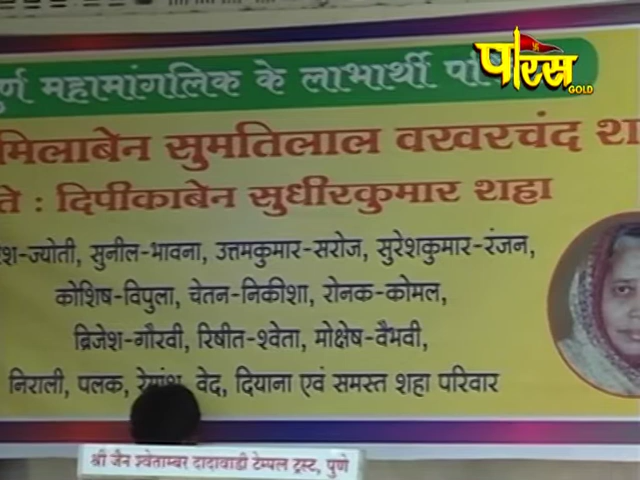 पारस
GOLD
महामांगलिक के लाभार्थी
सुमतिलाल वखरचंद
: दिपीकाबेन सुधीरकुमार शहा
ज्योती, सुनील-भावना, उत्तमकुमार-सरोज, सुरेशकुमार-रंजन,
कोशिष-विपुला, चेतन-निकीशा, रोनक-कोमल,
ब्रिजेश-गौरवी, रिषीत-श्वेता, मोक्षेष-वैभवी,
निराली, पलक, वेद, दियाना एवं समस्त शहा परिवार
श्री जैन श्वेताम्बर दादावाडी टेम्पल ट्रस्ट, पुणे